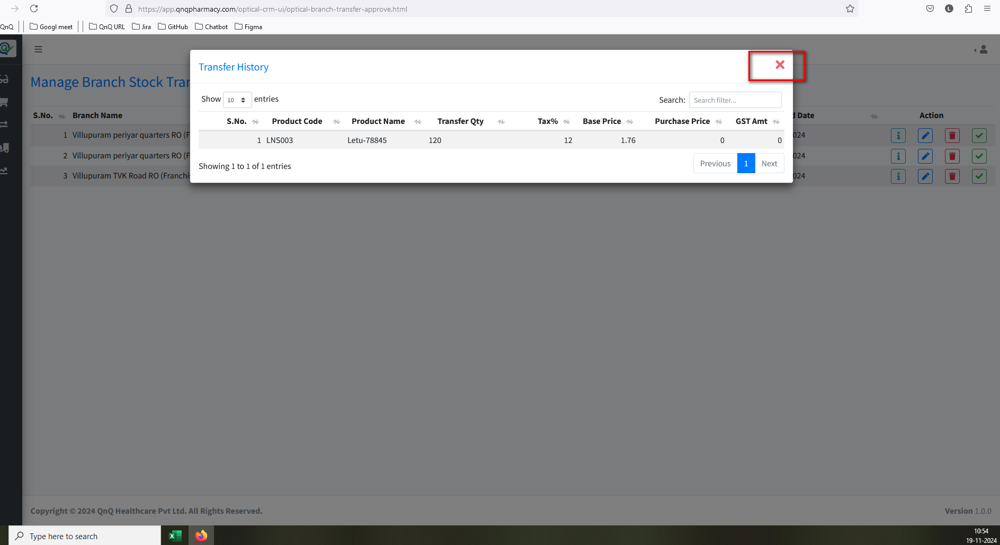 https://app.qnqpharmacy.com/optical-crm-ui/optical-branch-transfer-approve.html
L
QnQ
Googl meet
QnQ URL
Jira
GitHub
Chatbot
Figma
Transfer History
Manage Branch Stock Tra
Show 10 entries
Search: Search filter...
S.No. Branch Name
d Date Action
S.No. Product Code Product Name Transfer Qty Tax% Base Price Purchase Price GST Amt
1 Villupuram periyar quarters RO (F
024
1 LNS003 Letu-78845 120 12 1.76 0 0
2 Villupuram periyar quarters RO (F
024
Showing 1 to 1 of 1 entries
Previous 1 Next
3 Villupuram TVK Road RO (Franchi
024
Copyright © 2024 QnQ Healthcare Pvt Ltd. All Rights Reserved.
Version 1.0.0
Type here to search
10:54
19-11-2024